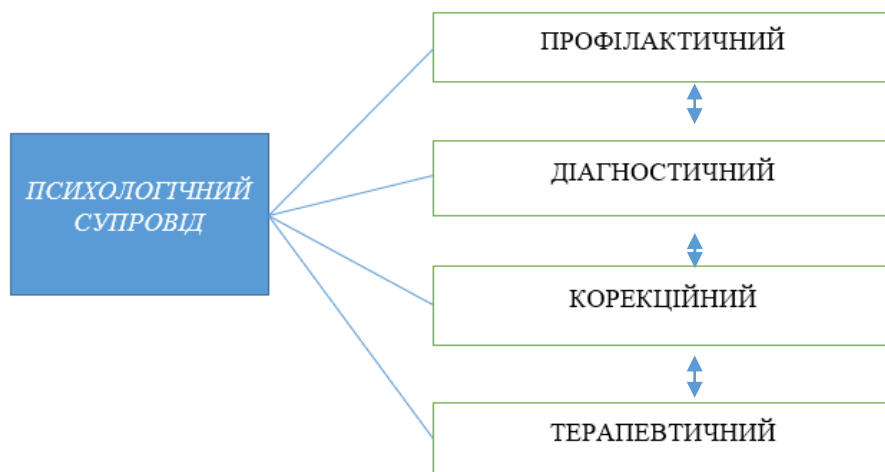 ПРОФІЛАКТИЧНИЙ
ДІАГНОСТИЧНИЙ
ПСИХОЛОГІЧНИЙ
СУПРОВІД
КОРЕКЦІЙНИЙ
ТЕРАПЕВТИЧНИЙ